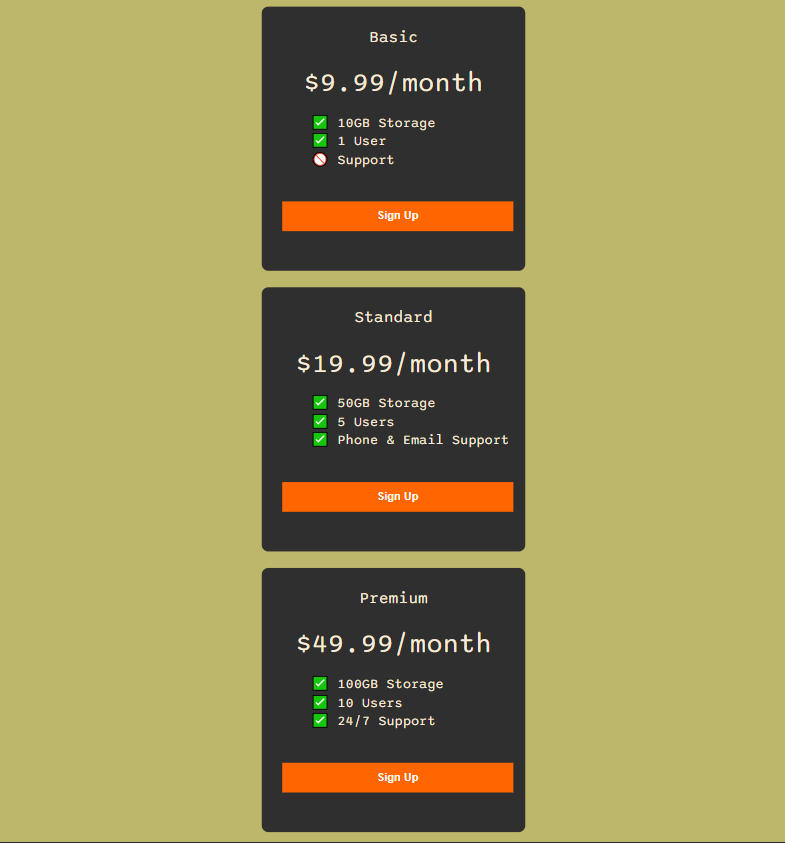 Basic
$9.99/month
✅ 10GB Storage
✅ 1 User
🚫 Support
Sign Up
Standard
$19.99/month
✅ 50GB Storage
✅ 5 Users
✅ Phone & Email Support
Sign Up
Premium
$49.99/month
✅ 100GB Storage
✅ 10 Users
✅ 24/7 Support
Sign Up